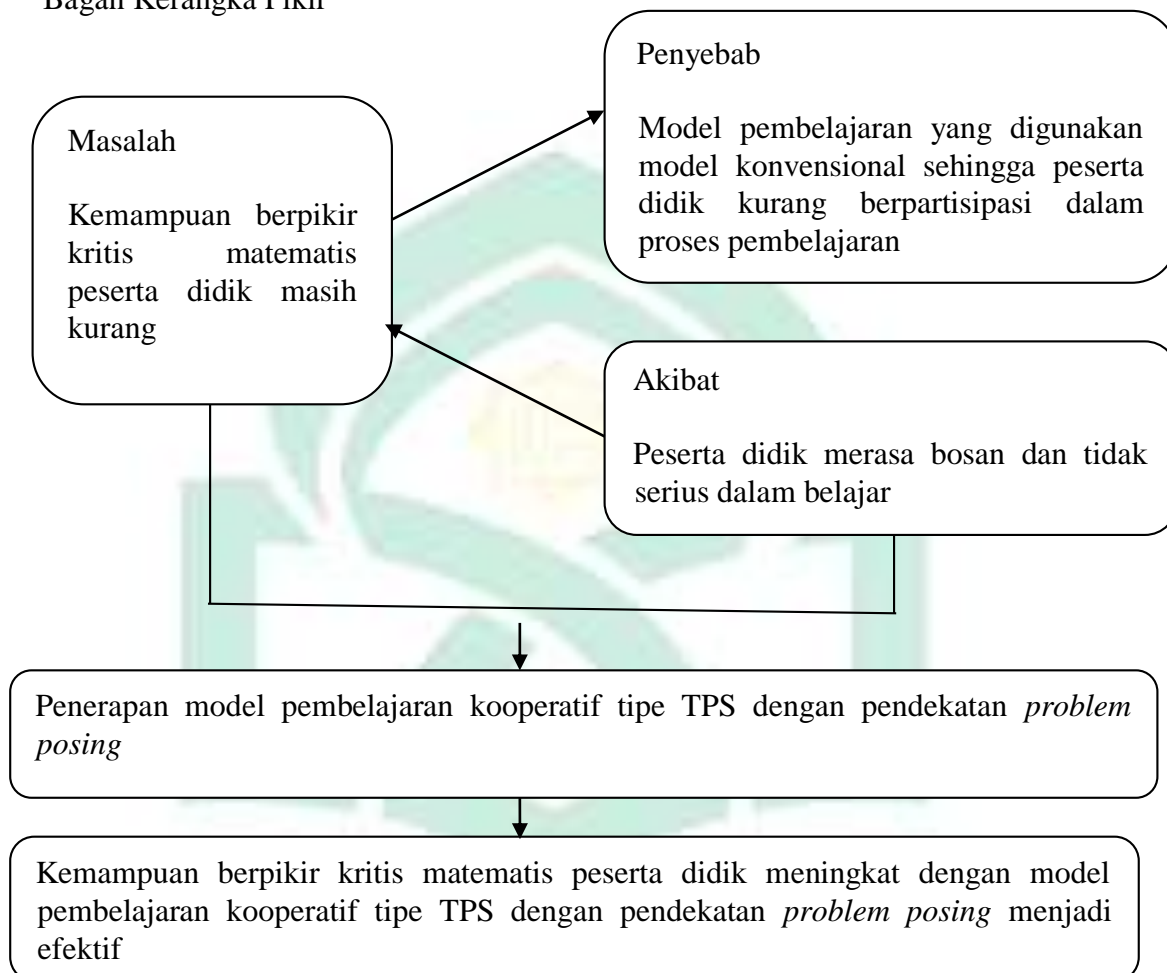 Bagan Kerangka Pikir
Penyebab
Model pembelajaran yang digunakan
model konvensional sehingga peserta
didik kurang berpartisipasi dalam
proses pembelajaran
Masalah
Kemampuan berpikir
kritis matematis
peserta didik masih
kurang
Akibat
Peserta didik merasa bosan dan tidak
serius dalam belajar
Penerapan model pembelajaran kooperatif tipe TPS dengan pendekatan problem
posing
Kemampuan berpikir kritis matematis peserta didik meningkat dengan model
pembelajaran kooperatif tipe TPS dengan pendekatan problem posing menjadi
efektif